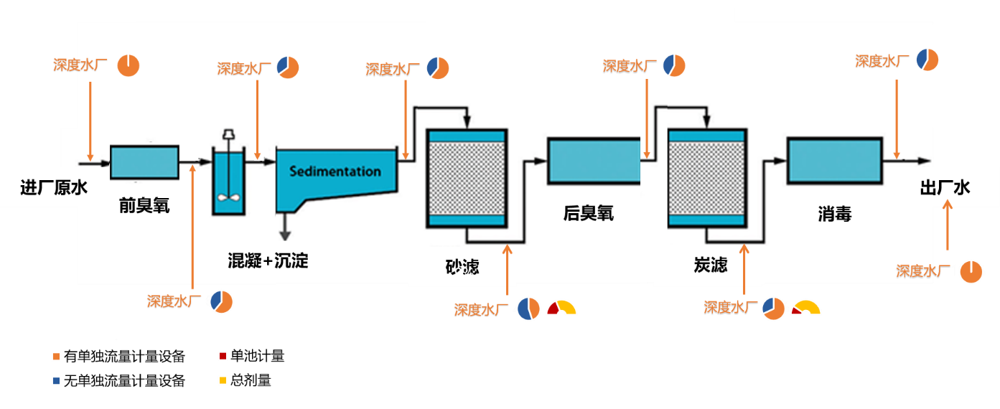 深度水厂
深度水厂
深度水厂
深度水厂
深度水厂
Sedimentation
进厂原水
前臭氧
混凝+沉淀
砂滤
后臭氧
炭滤
消毒
出厂水
深度水厂
深度水厂
深度水厂
深度水厂
有单独流量计量设备
单池计量
无单独流量计量设备
总剂量